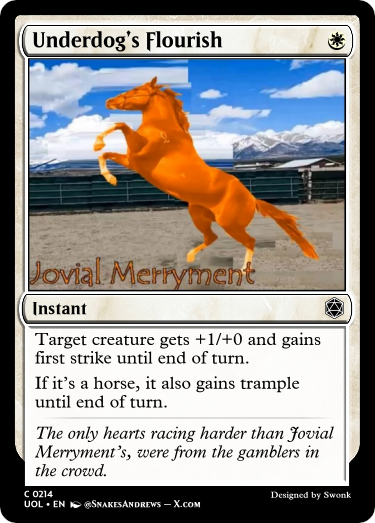 Underdog's Flourish
Jovial Merryment
Instant
Target creature gets +1/+0 and gains
first strike until end of turn.
If it's a horse, it also gains trample
until end of turn.
The only hearts racing harder than Jovial
Merryment's, were from the gamblers in
the crowd.
C 0214
UOL • EN @SnakesAndrews — X.com
Designed by Swonk